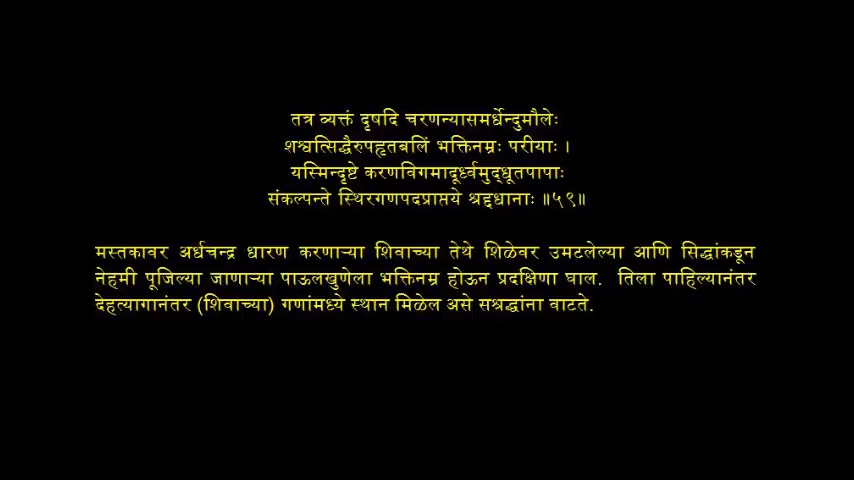 तत्र व्यक्तं दृषदि चरणन्यासमर्धेन्दुमौलेः
शश्वत्सिद्धैरुपहृतबलिं भक्तिनम्रः परीयाः ।
यस्मिन्दृष्टे करणविगमादूर्ध्वमुद्धूतपापाः
संकल्पन्ते स्थिरगणपदप्राप्तये श्रद्दधानाः ॥५९॥
मस्तकावर अर्धचन्द्र धारण करणाऱ्या शिवाच्या तेथे शिळेवर उमटलेल्या आणि सिद्धांकडून
नेहमी पूजिल्या जाणाऱ्या पाऊलखुणेला भक्तिनम्र होऊन प्रदक्षिणा घाल. तिला पाहिल्यानंतर
देहत्यागानंतर (शिवाच्या) गणांमध्ये स्थान मिळेल असे सश्रद्धांना वाटते.